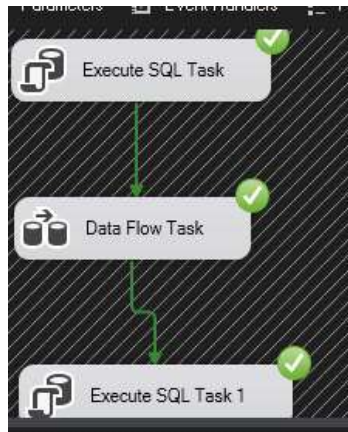 Parameters Event Handlers
Execute SQL Task
Data Flow Task
Execute SQL Task 1